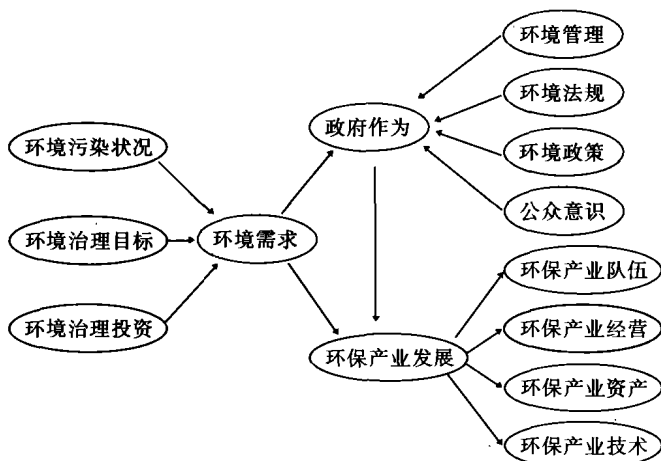 环境管理
环境法规
政府作为
环境政策
环境污染状况
公众意识
环境治理目标
环境需求
环保产业队伍
环境治理投资
环保产业经营
环保产业发展
环保产业资产
环保产业技术